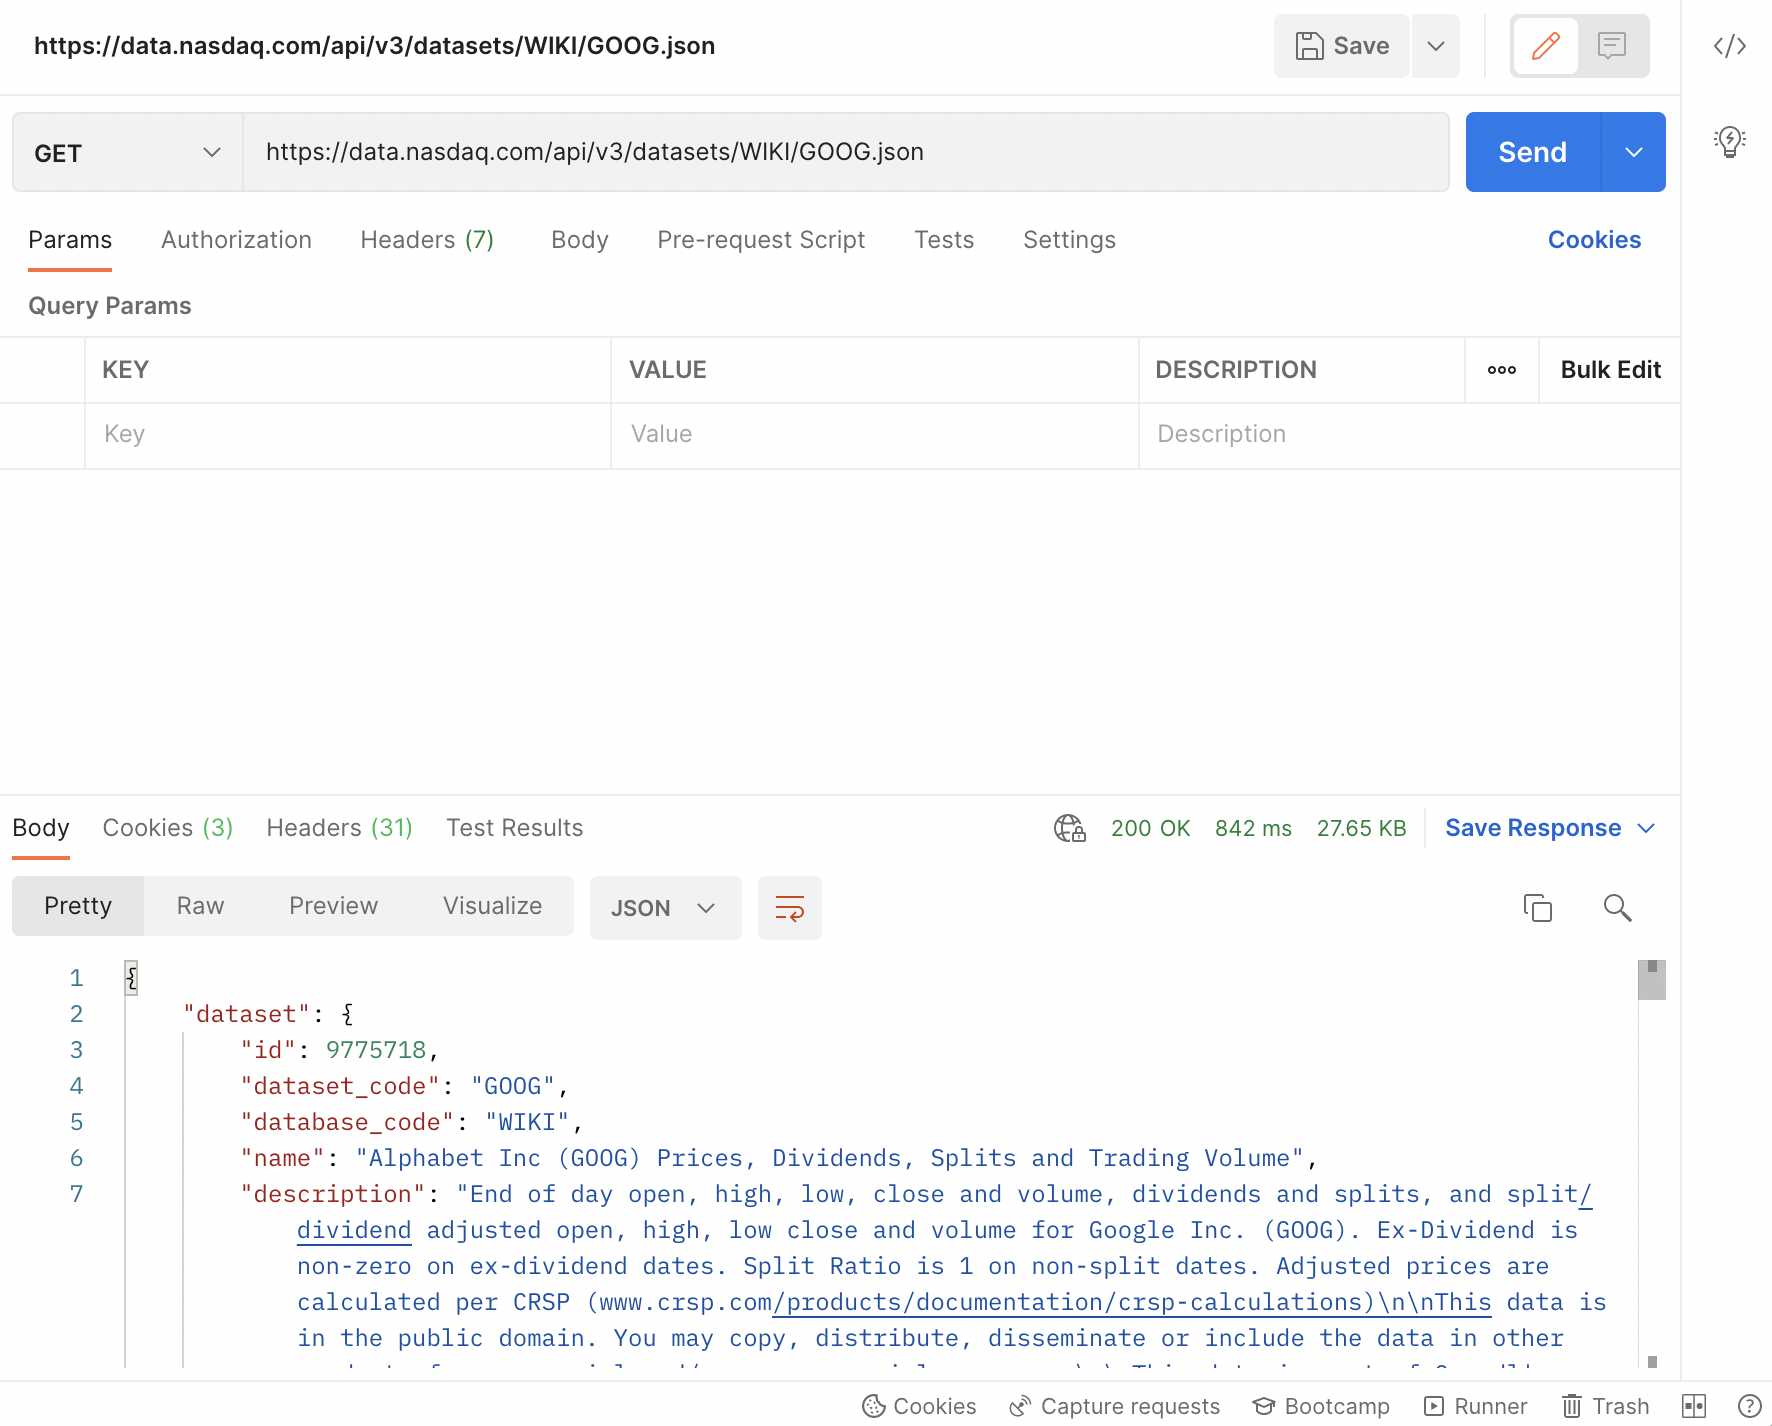 https://data.nasdaq.com/api/v3/datasets/WIKI/GOOG.json
Save
GET
https://data.nasdaq.com/api/v3/datasets/WIKI/GOOG.json
Send
Params Authorization Headers (7) Body Pre-request Script Tests Settings Cookies
Query Params
KEY VALUE DESCRIPTION Bulk Edit
Key Value Description
Body Cookies (3) Headers (31) Test Results 200 OK 842 ms 27.65 KB Save Response
Pretty Raw Preview Visualize JSON
1 {
2 "dataset": {
3 "id": 9775718,
4 "dataset_code": "GOOG",
5 "database_code": "WIKI",
6 "name": "Alphabet Inc (GOOG) Prices, Dividends, Splits and Trading Volume",
7 "description": "End of day open, high, low, close and volume, dividends and splits, and split/
dividend adjusted open, high, low close and volume for Google Inc. (GOOG). Ex-Dividend is
non-zero on ex-dividend dates. Split Ratio is 1 on non-split dates. Adjusted prices are
calculated per CRSP (www.crsp.com/products/documentation/crsp-calculations)\n\nThis data is
in the public domain. You may copy, distribute, disseminate or include the data in other
Cookies Capture requests Bootcamp Runner Trash